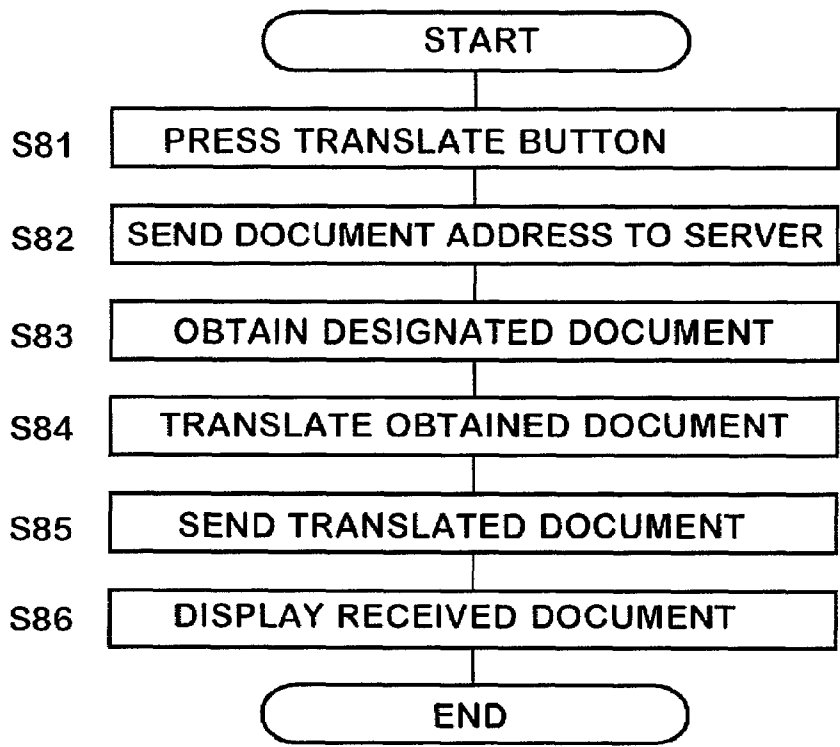 START
S81 PRESS TRANSLATE BUTTON
S82 SEND DOCUMENT ADDRESS TO SERVER
S83 OBTAIN DESIGNATED DOCUMENT
S84 TRANSLATE OBTAINED DOCUMENT
S85 SEND TRANSLATED DOCUMENT
S86 DISPLAY RECEIVED DOCUMENT
END